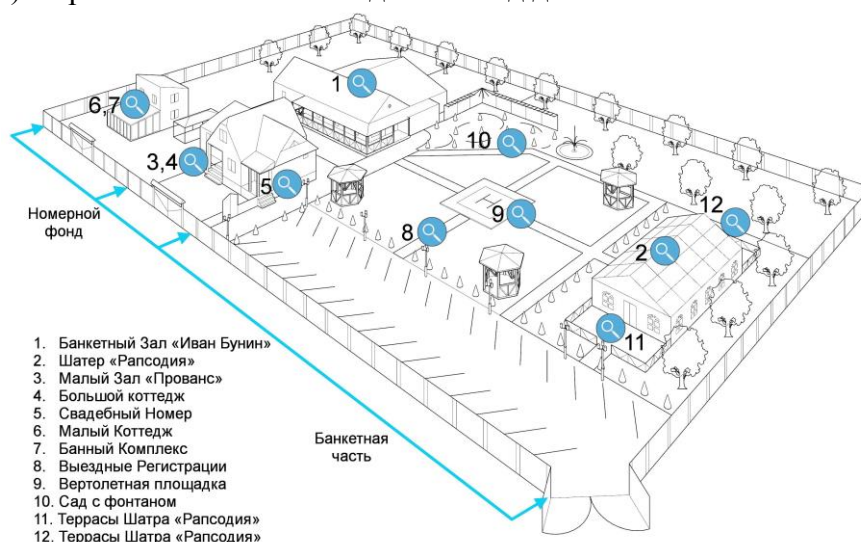 1
6,7
10
3,4
5
12
Номерной
фонд
8
9
2
11
1. Банкетный Зал «Иван Бунин»
2. Шатер «Рапсодия»
3. Малый Зал «Прованс»
4. Большой коттедж
5. Свадебный Номер
6. Малый Коттедж
7. Банный Комплекс
8. Выездные Регистрации
9. Вертолетная площадка
10. Сад с фонтаном
11. Террасы Шатра «Рапсодия»
12. Террасы Шатра «Рапсодия»
Банкетная
часть